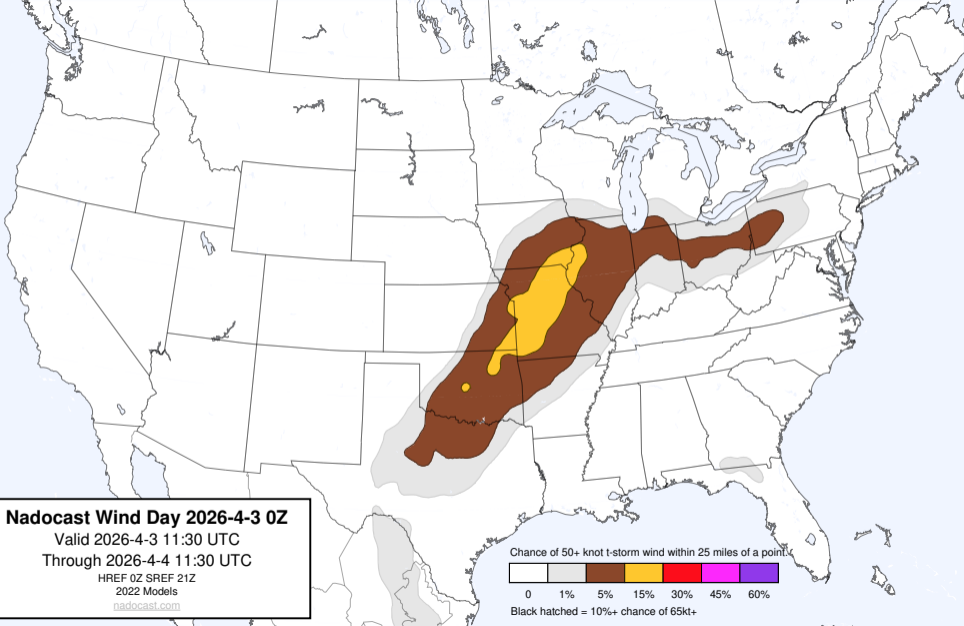 Nadocast Wind Day 2026-4-3 0Z
Valid 2026-4-3 11:30 UTC
Through 2026-4-4 11:30 UTC
HREF 0Z SREF 21Z
2022 Models
nadocast.com
Chance of 50+ knot t-storm wind within 25 miles of a point.
0 1% 5% 15% 30% 45% 60%
Black hatched = 10%+ chance of 65kt+